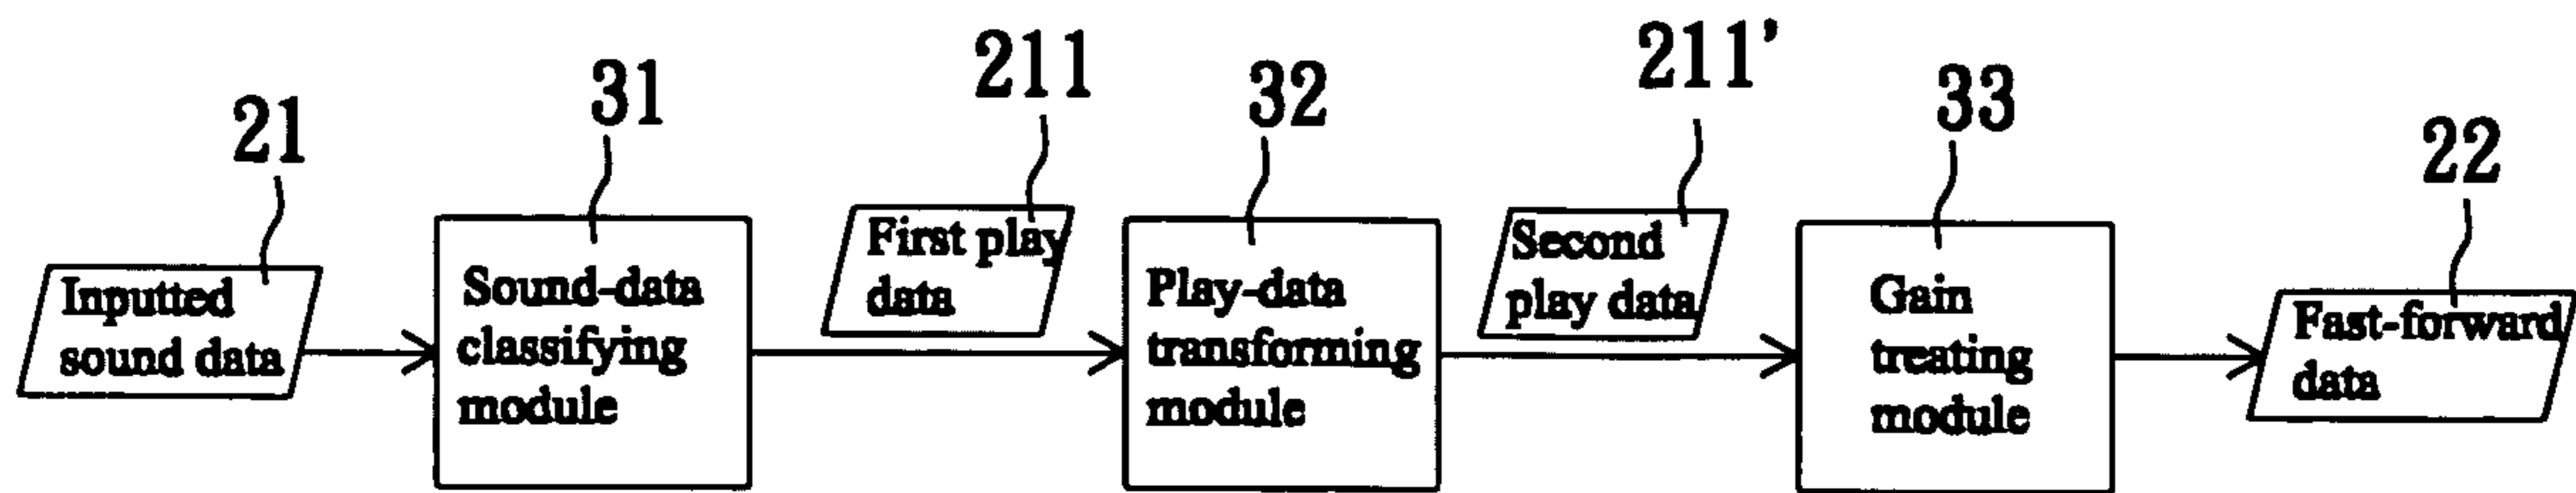 21
31
211
32
211'
33
22
Inputted
sound data
Sound-data
classifying
module
First play
data
Play-data
transforming
module
Second
play data
Gain
treating
module
Fast-forward
data